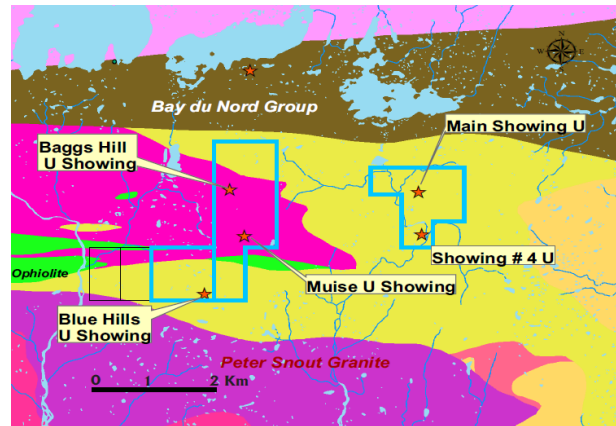 N
W E
S
Bay du Nord Group
Baggs Hill
U Showing
Main Showing U
Ophiolite
Muise U Showing
Showing # 4 U
Blue Hills
U Showing
Peter Snout Granite
0 1 2 Km